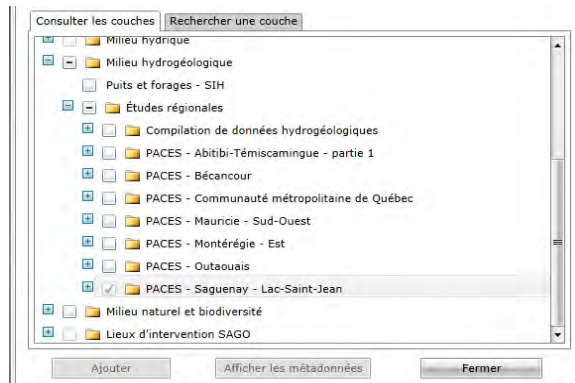 Consulter les couches Rechercher une couche
Milieu hydrique
Milieu hydrogéologique
Puits et forages - SIH
Études régionales
Compilation de données hydrogéologiques
PACES - Abitibi-Témiscamingue - partie 1
PACES - Bécancour
PACES - Communauté métropolitaine de Québec
PACES - Mauricie - Sud-Ouest
PACES - Montérégie - Est
PACES - Outaouais
PACES - Saguenay - Lac-Saint-Jean
Milieu naturel et biodiversité
Lieux d'intervention SAGO
Ajouter Afficher les métadonnées Fermer